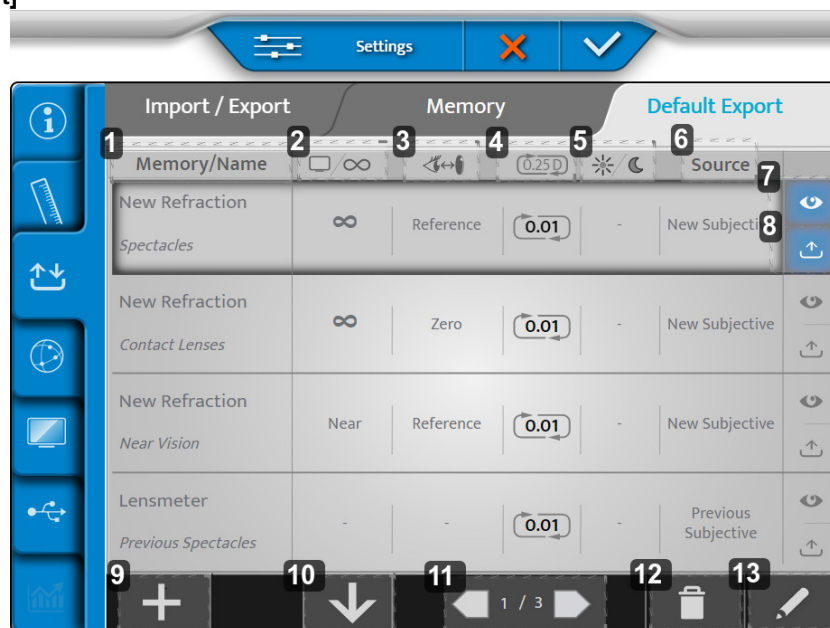 t]
Settings
Import / Export Memory Default Export
1 2 3 4 5 6
Memory/Name ∞ 0.25 D Source
7
New Refraction
∞ Reference 0.01 - New Subjecti 8
Spectacles
New Refraction
∞ Zero 0.01 - New Subjective
Contact Lenses
New Refraction
Near Reference 0.01 - New Subjective
Near Vision
Lensmeter
- - 0.01 - Previous
Subjective
Previous Spectacles
9 10 11 12 13
1 / 3